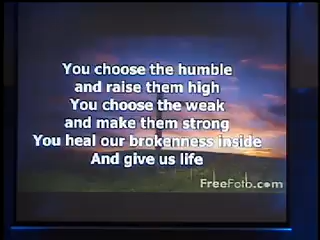 You choose the humble
and raise them high
You choose the weak
and make them strong
You heal our brokenness inside
And give us life
FreeFoto.com